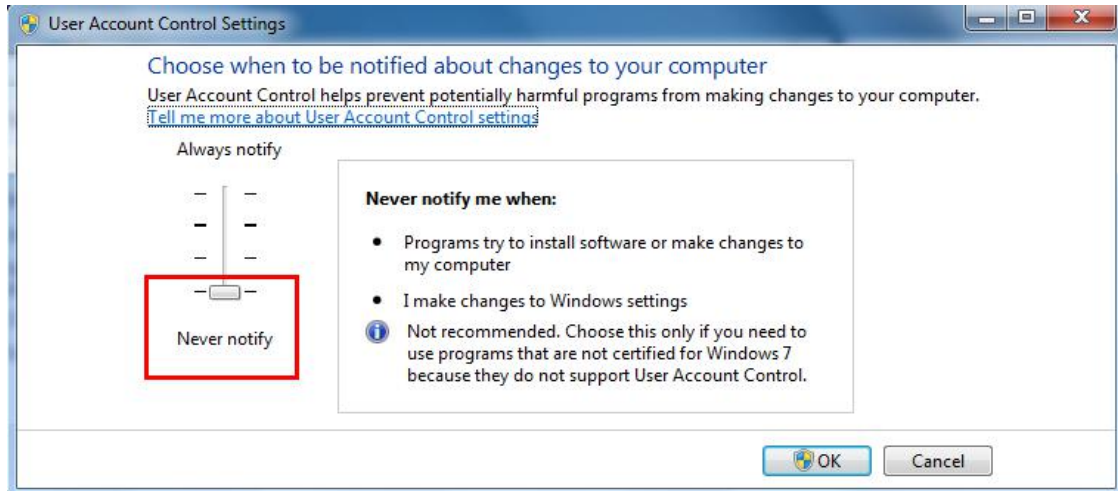 User Account Control Settings
Choose when to be notified about changes to your computer
User Account Control helps prevent potentially harmful programs from making changes to your computer.
Tell me more about User Account Control settings
Always notify
Never notify
Never notify me when:
Programs try to install software or make changes to
my computer
I make changes to Windows settings
Not recommended. Choose this only if you need to
use programs that are not certified for Windows 7
because they do not support User Account Control.
OK
Cancel